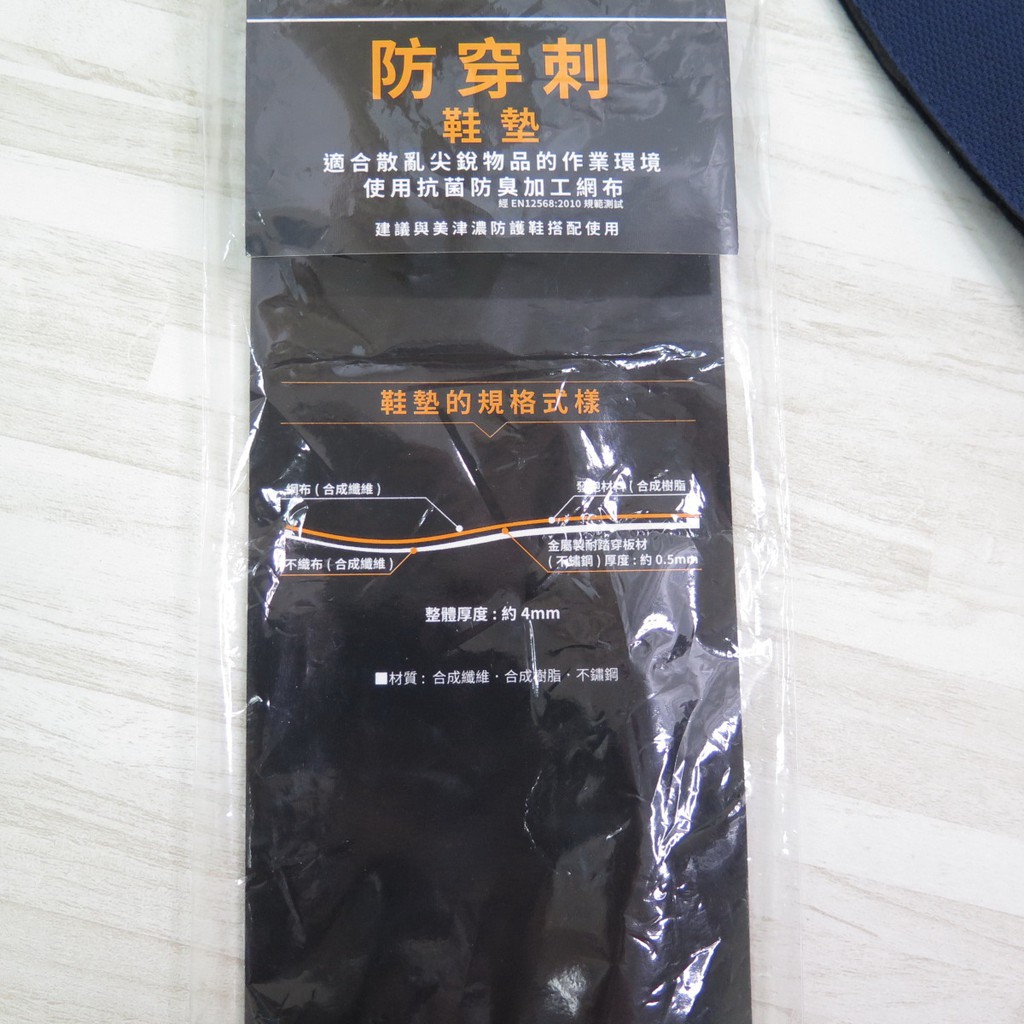 防穿刺
鞋墊
適合散亂尖銳物品的作業環境
使用抗菌防臭加工網布
經 EN12568:2010 規範測試
建議與美津濃防護鞋搭配使用
鞋墊的規格式樣
網布 ( 合成纖維 )
發泡材料 ( 合成樹脂 )
不織布 ( 合成纖維 )
金屬製耐踏穿板材
( 不鏽鋼 ) 厚度 : 約 0.5mm
整體厚度 : 約 4mm
■材質 : 合成纖維・合成樹脂・不鏽鋼